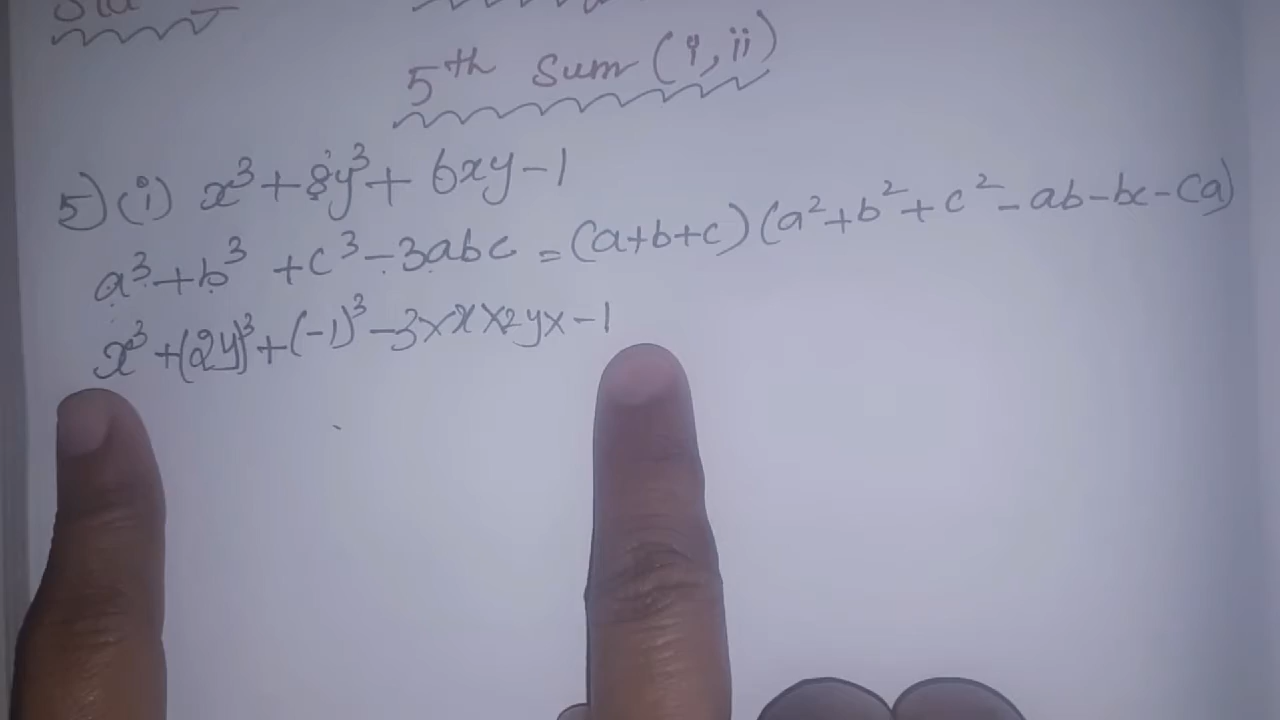 5th Sum (i, ii)
5) (i) x³ + 8y³ + 6xy - 1
a³ + b³ + c³ - 3abc = (a+b+c) (a² + b² + c² - ab - bc - ca)
x³ + (2y)³ + (-1)³ - 3 × x × 2y × -1